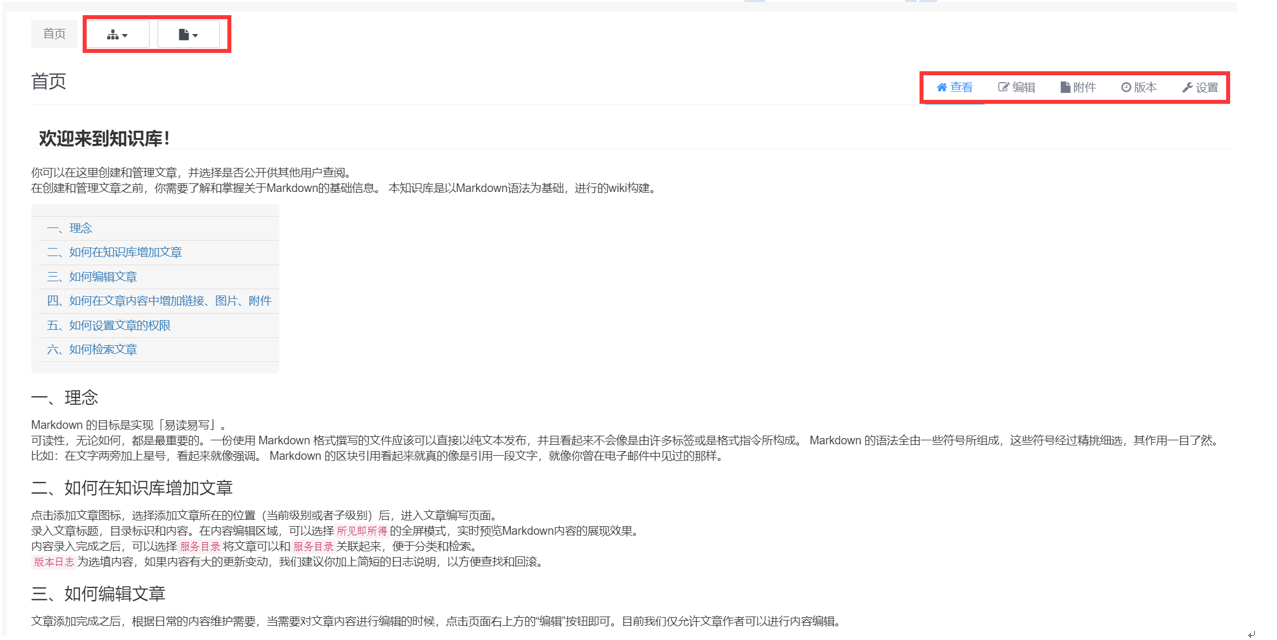 首页
首页
查看 编辑 附件 版本 设置
欢迎来到知识库！
你可以在这里创建和管理文章，并选择是否公开供其他用户查阅。
在创建和管理文章之前，你需要了解和掌握关于Markdown的基础信息。 本知识库是以Markdown语法为基础，进行的wiki构建。
一、理念
二、如何在知识库增加文章
三、如何编辑文章
四、如何在文章内容中增加链接、图片、附件
五、如何设置文章的权限
六、如何检索文章
一、理念
Markdown 的目标是实现「易读易写」。
可读性，无论如何，都是最重要的。一份使用 Markdown 格式撰写的文件应该可以直接以纯文本发布，并且看起来不会像是由许多标签或是格式指令所构成。 Markdown 的语法全由一些符号所组成，这些符号经过精挑细选，其作用一目了然。
比如：在文字两旁加上星号，看起来就像强调。 Markdown 的区块引用看起来就真的像是引用一段文字，就像你曾在电子邮件中见过的那样。
二、如何在知识库增加文章
点击添加文章图标，选择添加文章所在的位置（当前级别或者子级别）后，进入文章编写页面。
录入文章标题，目录标识和内容。在内容编辑区域，可以选择 所见即所得 的全屏模式，实时预览Markdown内容的展现效果。
内容录入完成之后，可以选择 服务目录 将文章可以和 服务目录 关联起来，便于分类和检索。
版本日志 为选填内容，如果内容有大的更新变动，我们建议你加上简短的日志说明，以方便查找和回滚。
三、如何编辑文章
文章添加完成之后，根据日常的内容维护需要，当需要对文章内容进行编辑的时候，点击页面右上方的“编辑”按钮即可。目前我们仅允许文章作者可以进行内容编辑。